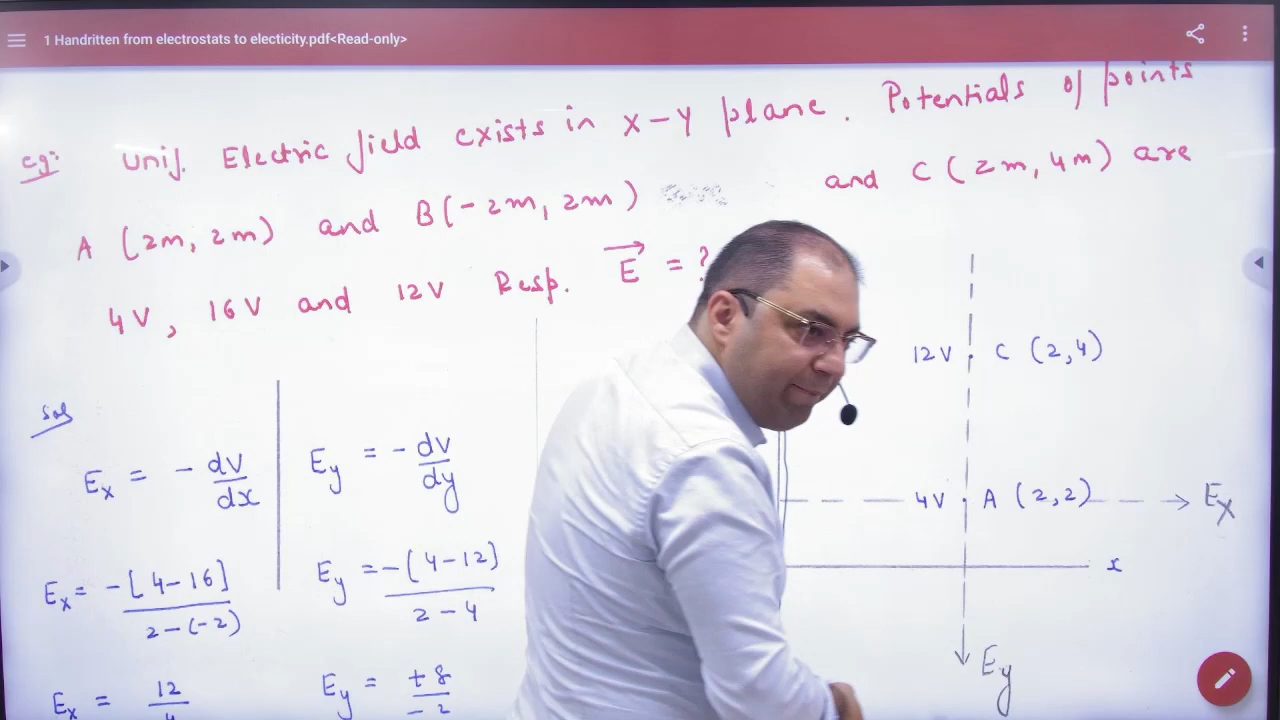 1 Handritten from electrostats to electicity.pdf<Read-only>
eg:- Unif. Electric field exists in X-Y plane. Potentials of points
A (2m, 2m) and B(-2m, 2m) and C (2m, 4m) are
4V, 16V and 12V Resp. E⃗ = ?
Sol
Ex = - dV/dx
Ex = -[4-16] / 2-(-2)
Ex = 12/4
Ey = - dV/dy
Ey = -(4-12) / 2-4
Ey = +8/-2
12V C (2,4)
4V A (2,2) Ex
x
Ey